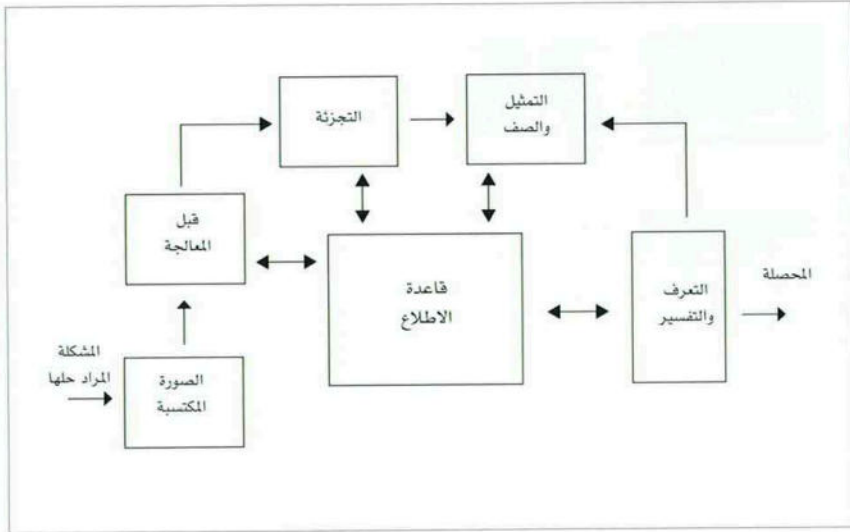 التجزئة
التمثيل
والصف
قبل
المعالجة
قاعدة
الاطلاع
التعرف
والتفسير
المحصلة
المشكلة
المراد حلها
الصورة
المكتسبة